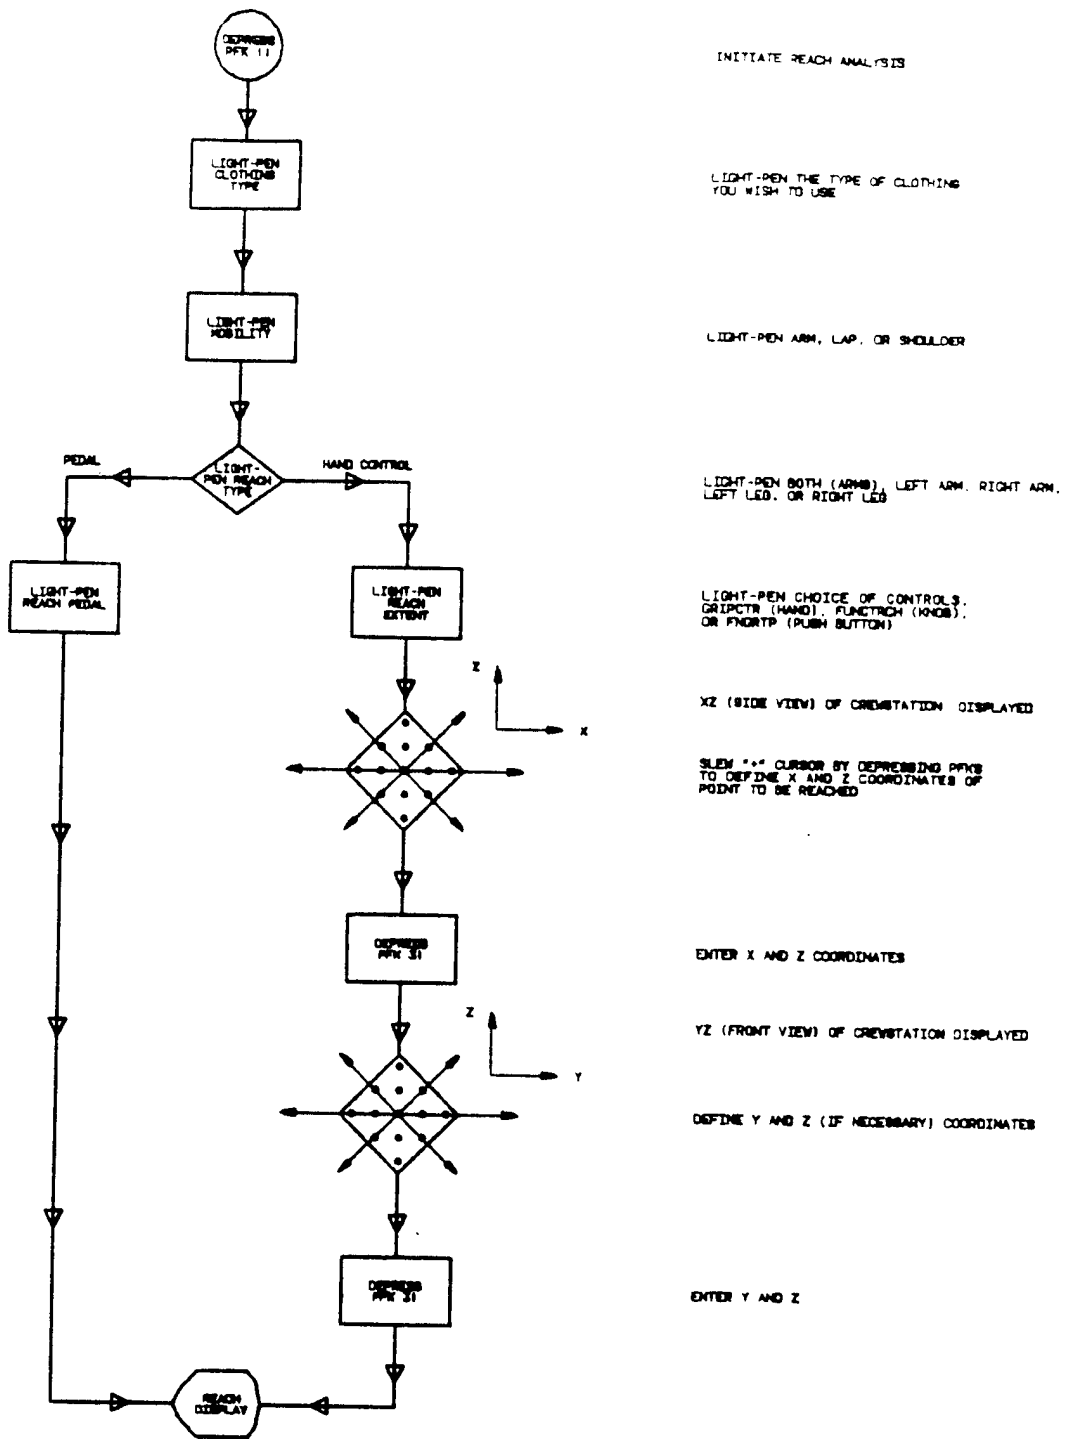 DEPRESS
PFK 11
INITIATE REACH ANALYSIS
LIGHT-PEN
CLOTHING
TYPE
LIGHT-PEN THE TYPE OF CLOTHING
YOU WISH TO USE
LIGHT-PEN
MOBILITY
LIGHT-PEN ARM, LAP, OR SHOULDER
PEDAL
LIGHT-
PEN REACH
TYPE
HAND CONTROL
LIGHT-PEN BOTH (ARMS), LEFT ARM, RIGHT ARM,
LEFT LEG, OR RIGHT LEG
LIGHT-PEN
REACH PEDAL
LIGHT-PEN
REACH
EXTENT
LIGHT-PEN CHOICE OF CONTROLS,
GRIPCTR (HAND), FUNCTRCH (KNOB),
OR FNGRTP (PUSH BUTTON)
Z
X
XZ (SIDE VIEW) OF CREWSTATION DISPLAYED
SLEW "+" CURSOR BY DEPRESSING PFKS
TO DEFINE X AND Z COORDINATES OF
POINT TO BE REACHED
DEPRESS
PFK 31
ENTER X AND Z COORDINATES
Z
Y
YZ (FRONT VIEW) OF CREWSTATION DISPLAYED
DEFINE Y AND Z (IF NECESSARY) COORDINATES
DEPRESS
PFK 31
ENTER Y AND Z
REACH
DISPLAY